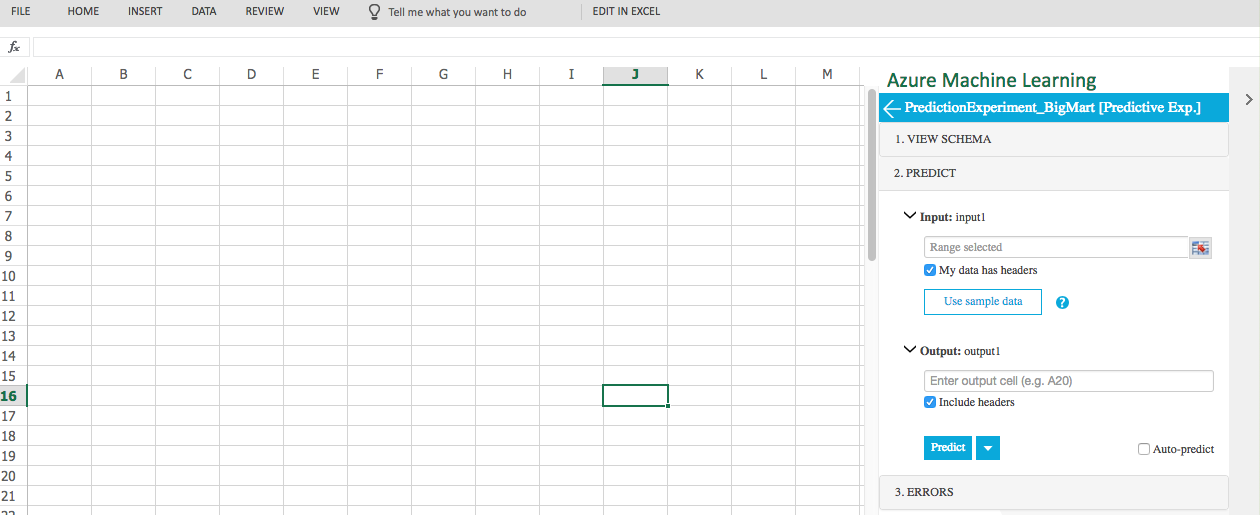 FILE HOME INSERT DATA REVIEW VIEW Tell me what you want to do EDIT IN EXCEL
fx
A B C D E F G H I J K L M
1
2
3
4
5
6
7
8
9
10
11
12
13
14
15
16
17
18
19
20
21
22
Azure Machine Learning
PredictionExperiment_BigMart [Predictive Exp.]
1. VIEW SCHEMA
2. PREDICT
Input: input1
Range selected
My data has headers
Use sample data ?
Output: output1
Enter output cell (e.g. A20)
Include headers
Predict Auto-predict
3. ERRORS